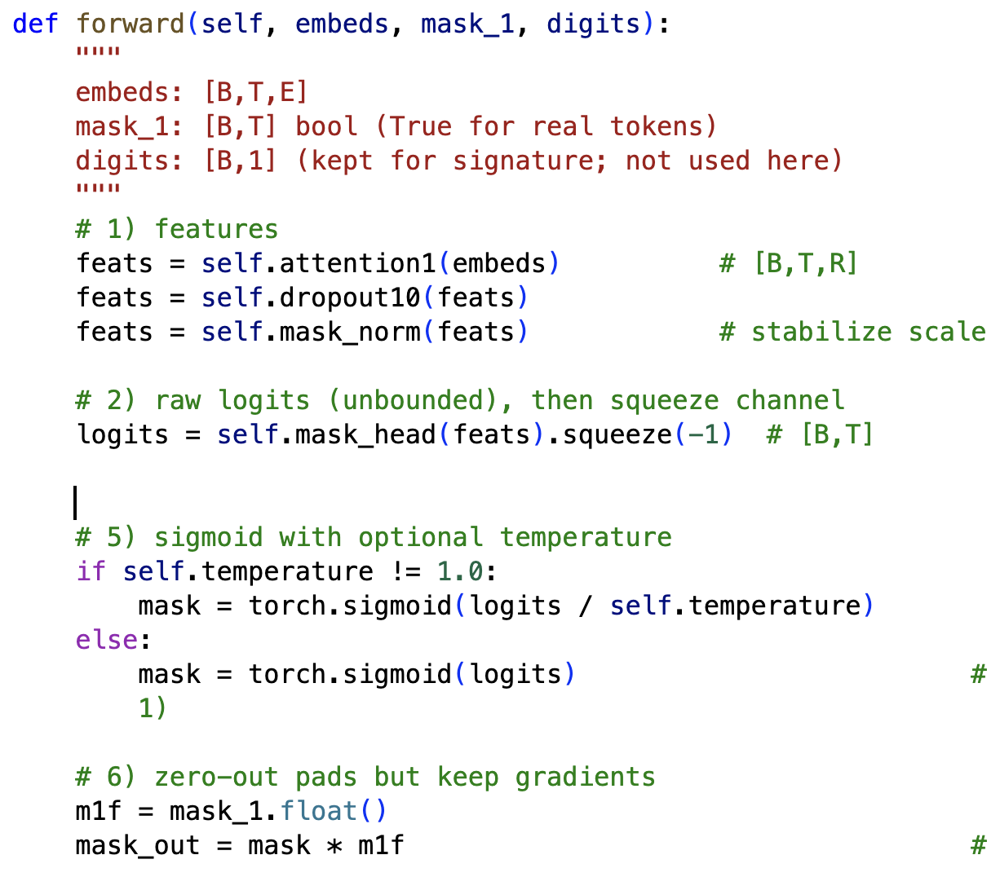 def forward(self, embeds, mask_1, digits):
"""
embeds: [B,T,E]
mask_1: [B,T] bool (True for real tokens)
digits: [B,1] (kept for signature; not used here)
"""
# 1) features
feats = self.attention1(embeds)          # [B,T,R]
feats = self.dropout10(feats)
feats = self.mask_norm(feats)            # stabilize scale
# 2) raw logits (unbounded), then squeeze channel
logits = self.mask_head(feats).squeeze(-1)  # [B,T]
# 5) sigmoid with optional temperature
if self.temperature != 1.0:
mask = torch.sigmoid(logits / self.temperature)
else:
mask = torch.sigmoid(logits)                         #
1)
# 6) zero-out pads but keep gradients
m1f = mask_1.float()
mask_out = mask * m1f                                    #